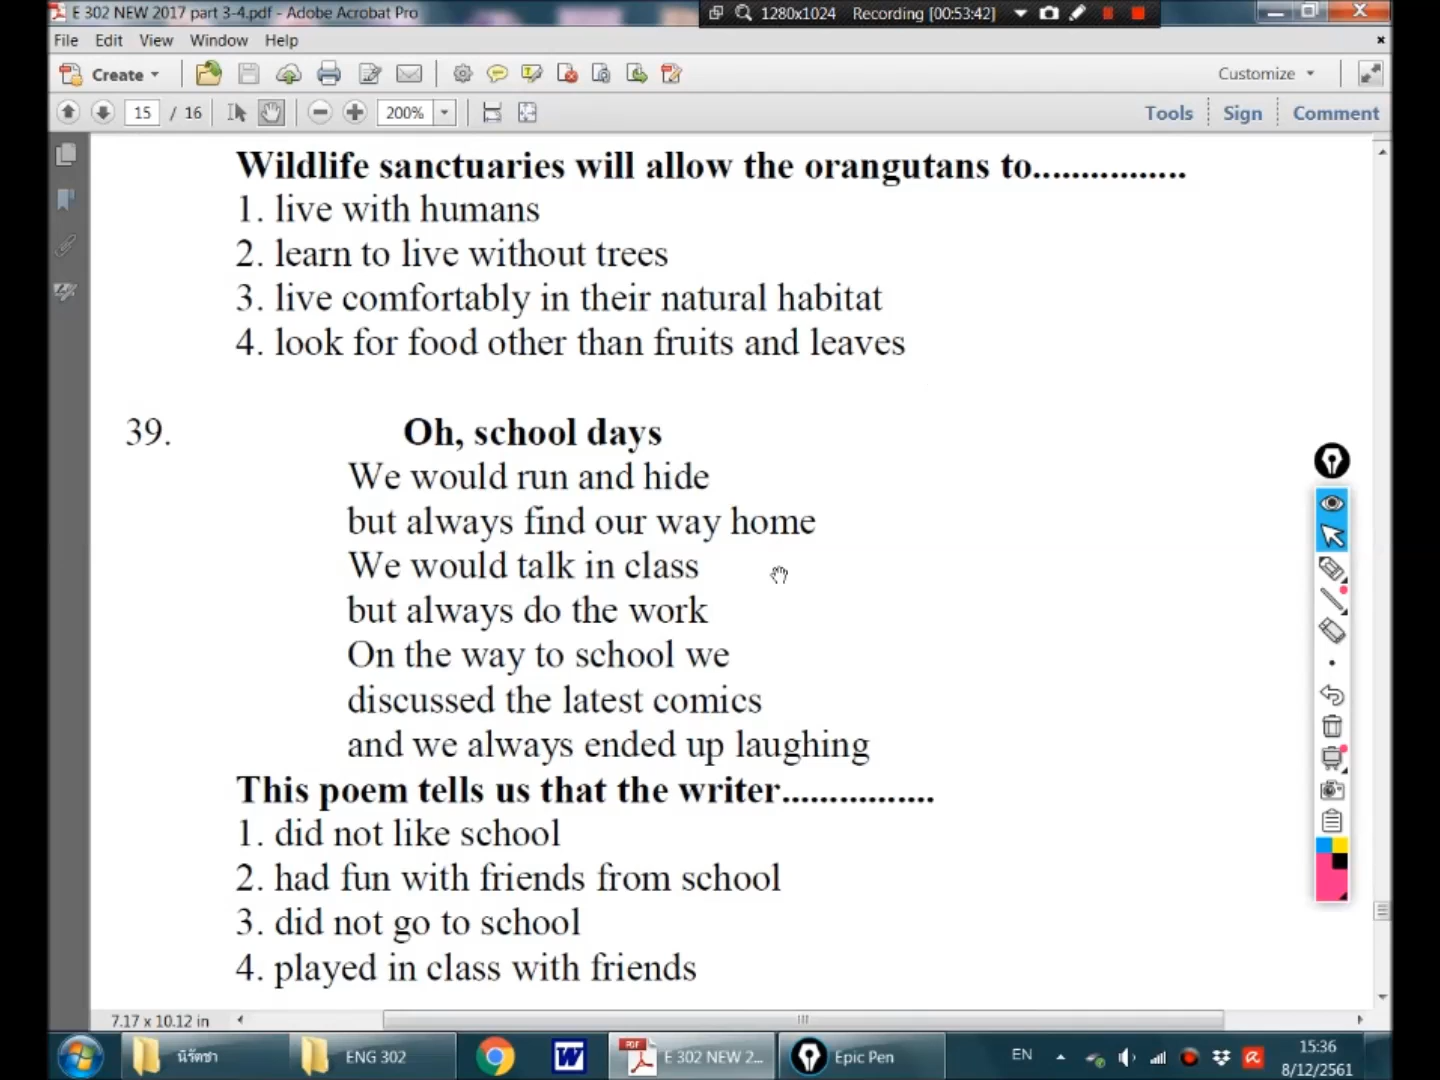 E 302 NEW 2017 part 3-4.pdf - Adobe Acrobat Pro
1280x1024 Recording [00:53:42]
File Edit View Window Help
Create Customize
15 / 16 200% Tools Sign Comment
Wildlife sanctuaries will allow the orangutans to................
1. live with humans
2. learn to live without trees
3. live comfortably in their natural habitat
4. look for food other than fruits and leaves
39. Oh, school days
We would run and hide
but always find our way home
We would talk in class
but always do the work
On the way to school we
discussed the latest comics
and we always ended up laughing
This poem tells us that the writer................
1. did not like school
2. had fun with friends from school
3. did not go to school
4. played in class with friends
7.17 x 10.12 in
นิรัตชา ENG 302 E 302 NEW 2... Epic Pen EN 15:36
8/12/2561